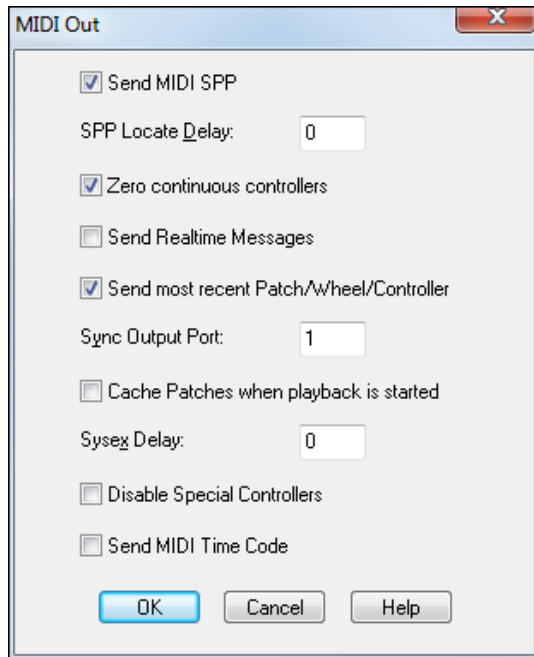 MIDI Out
Send MIDI SPP
SPP Locate Delay: 0
Zero continuous controllers
Send Realtime Messages
Send most recent Patch/Wheel/Controller
Sync Output Port: 1
Cache Patches when playback is started
Sysex Delay: 0
Disable Special Controllers
Send MIDI Time Code
OK Cancel Help